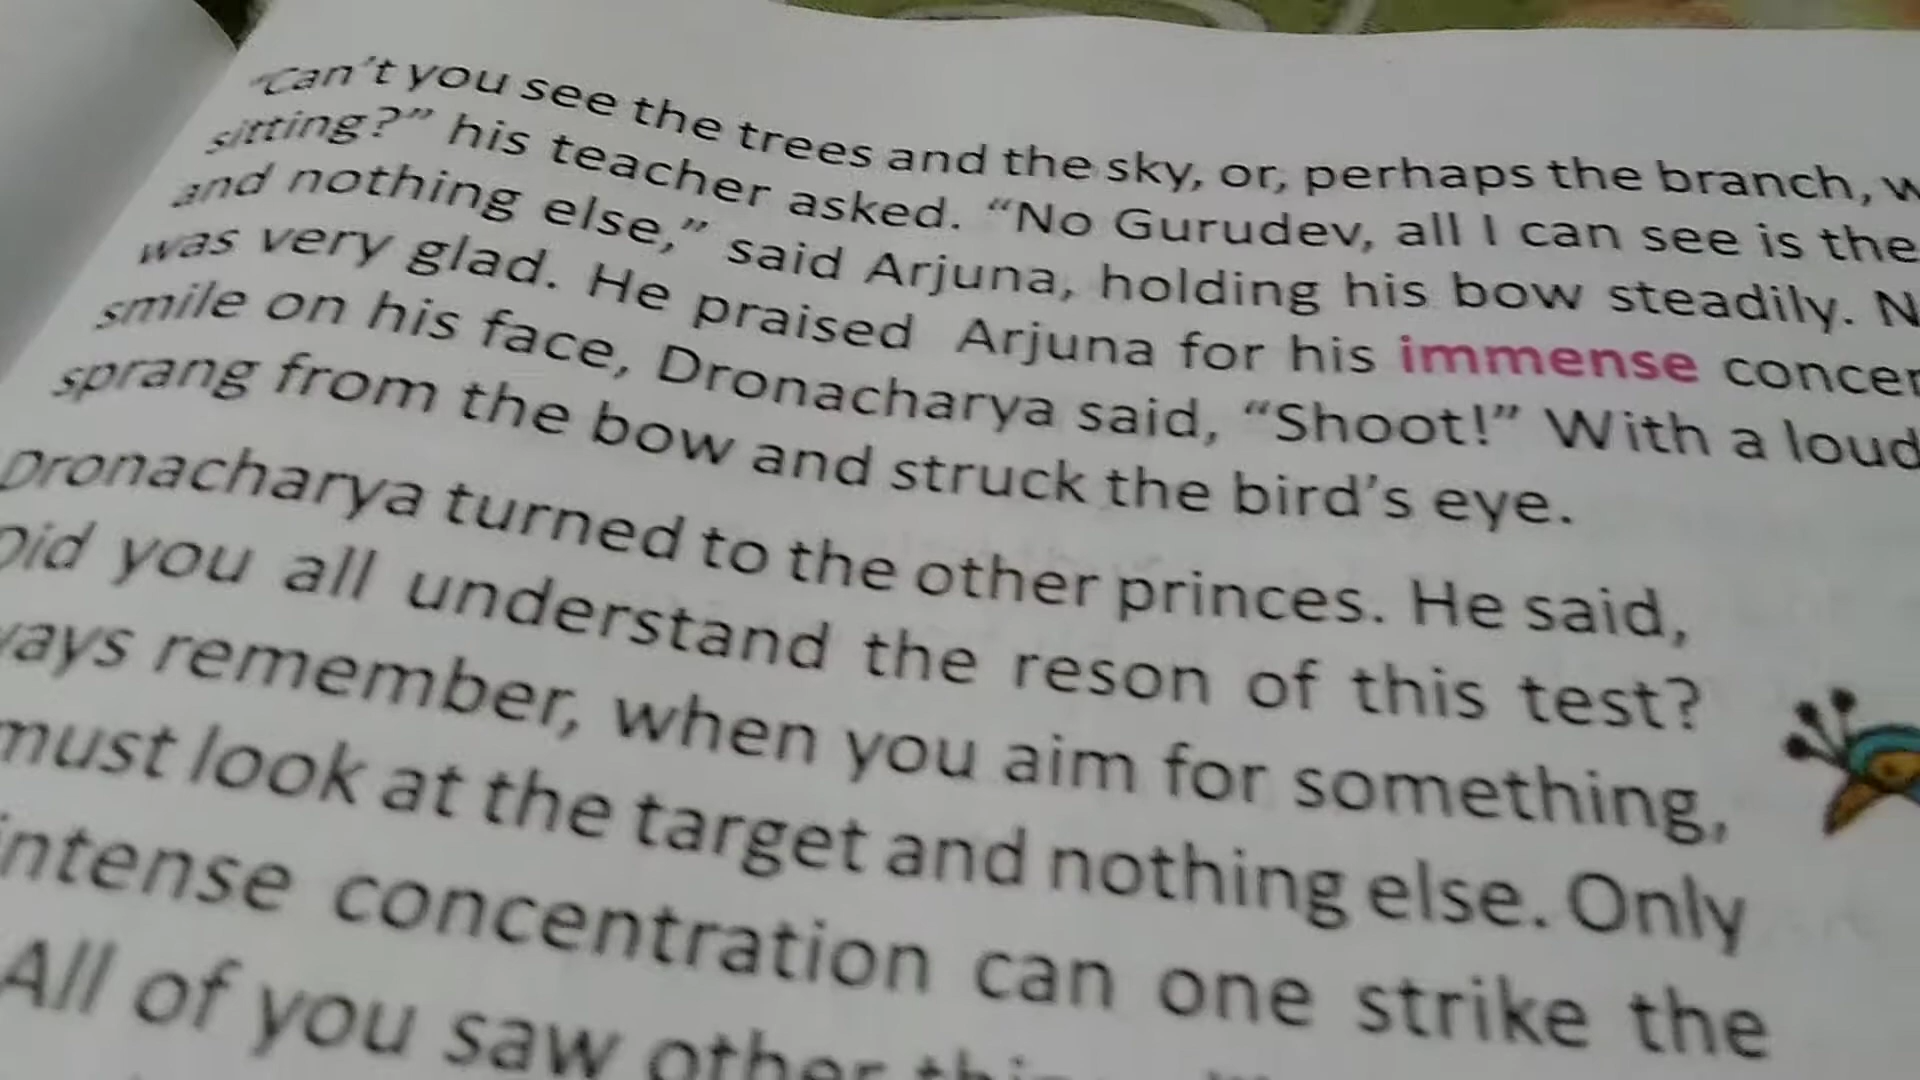 "Can't you see the trees and the sky, or, perhaps the branch,
sitting?" his teacher asked. "No Gurudev, all I can see is the
and nothing else," said Arjuna, holding his bow steadily.
was very glad. He praised Arjuna for his immense
smile on his face, Dronacharya said, "Shoot!" With a loud
sprang from the bow and struck the bird's eye.
Dronacharya turned to the other princes. He said,
Did you all understand the reson of this test?
remember, when you aim for something,
must look at the target and nothing else. Only
intense concentration can one strike the
All of you saw other